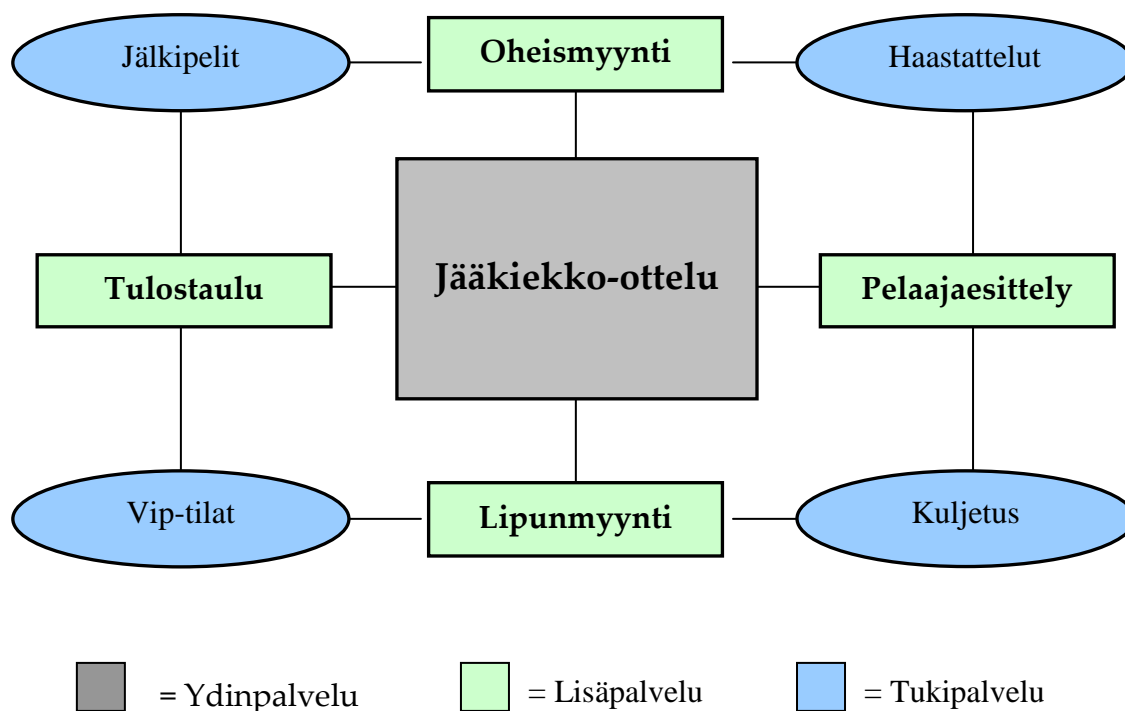 Jälkipelit
Oheismyynti
Haastattelut
Tulostaulu
Jääkiekko-ottelu
Pelaajaesittely
Vip-tilat
Lipunmyynti
Kuljetus
= Ydinpalvelu
= Lisäpalvelu
= Tukipalvelu